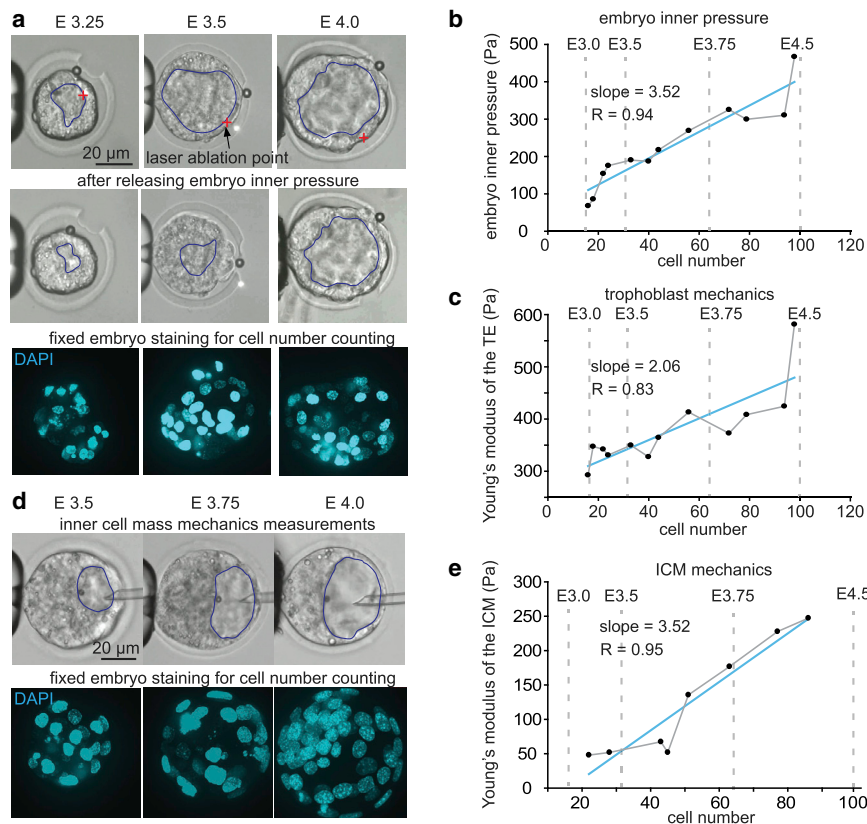 a
E 3.25 E 3.5 E 4.0
20 µm
laser ablation point
after releasing embryo inner pressure
fixed embryo staining for cell number counting
DAPI
b
embryo inner pressure
embryo inner pressure (Pa)
500
400
300
200
100
0
E3.0 E3.5 E3.75 E4.5
slope = 3.52
R = 0.94
0 20 40 60 80 100 120
cell number
c
trophoblast mechanics
Young's moduus of the TE (Pa)
600
500
400
300
E3.0 E3.5 E3.75 E4.5
slope = 2.06
R = 0.83
0 20 40 60 80 100 120
cell number
d
E 3.5 E 3.75 E 4.0
inner cell mass mechanics measurements
20 µm
fixed embryo staining for cell number counting
DAPI
e
ICM mechanics
Young's modulus of the ICM (Pa)
300
250
200
150
100
50
0
E3.0 E3.5 E3.75 E4.5
slope = 3.52
R = 0.95
0 20 40 60 80 100
cell number